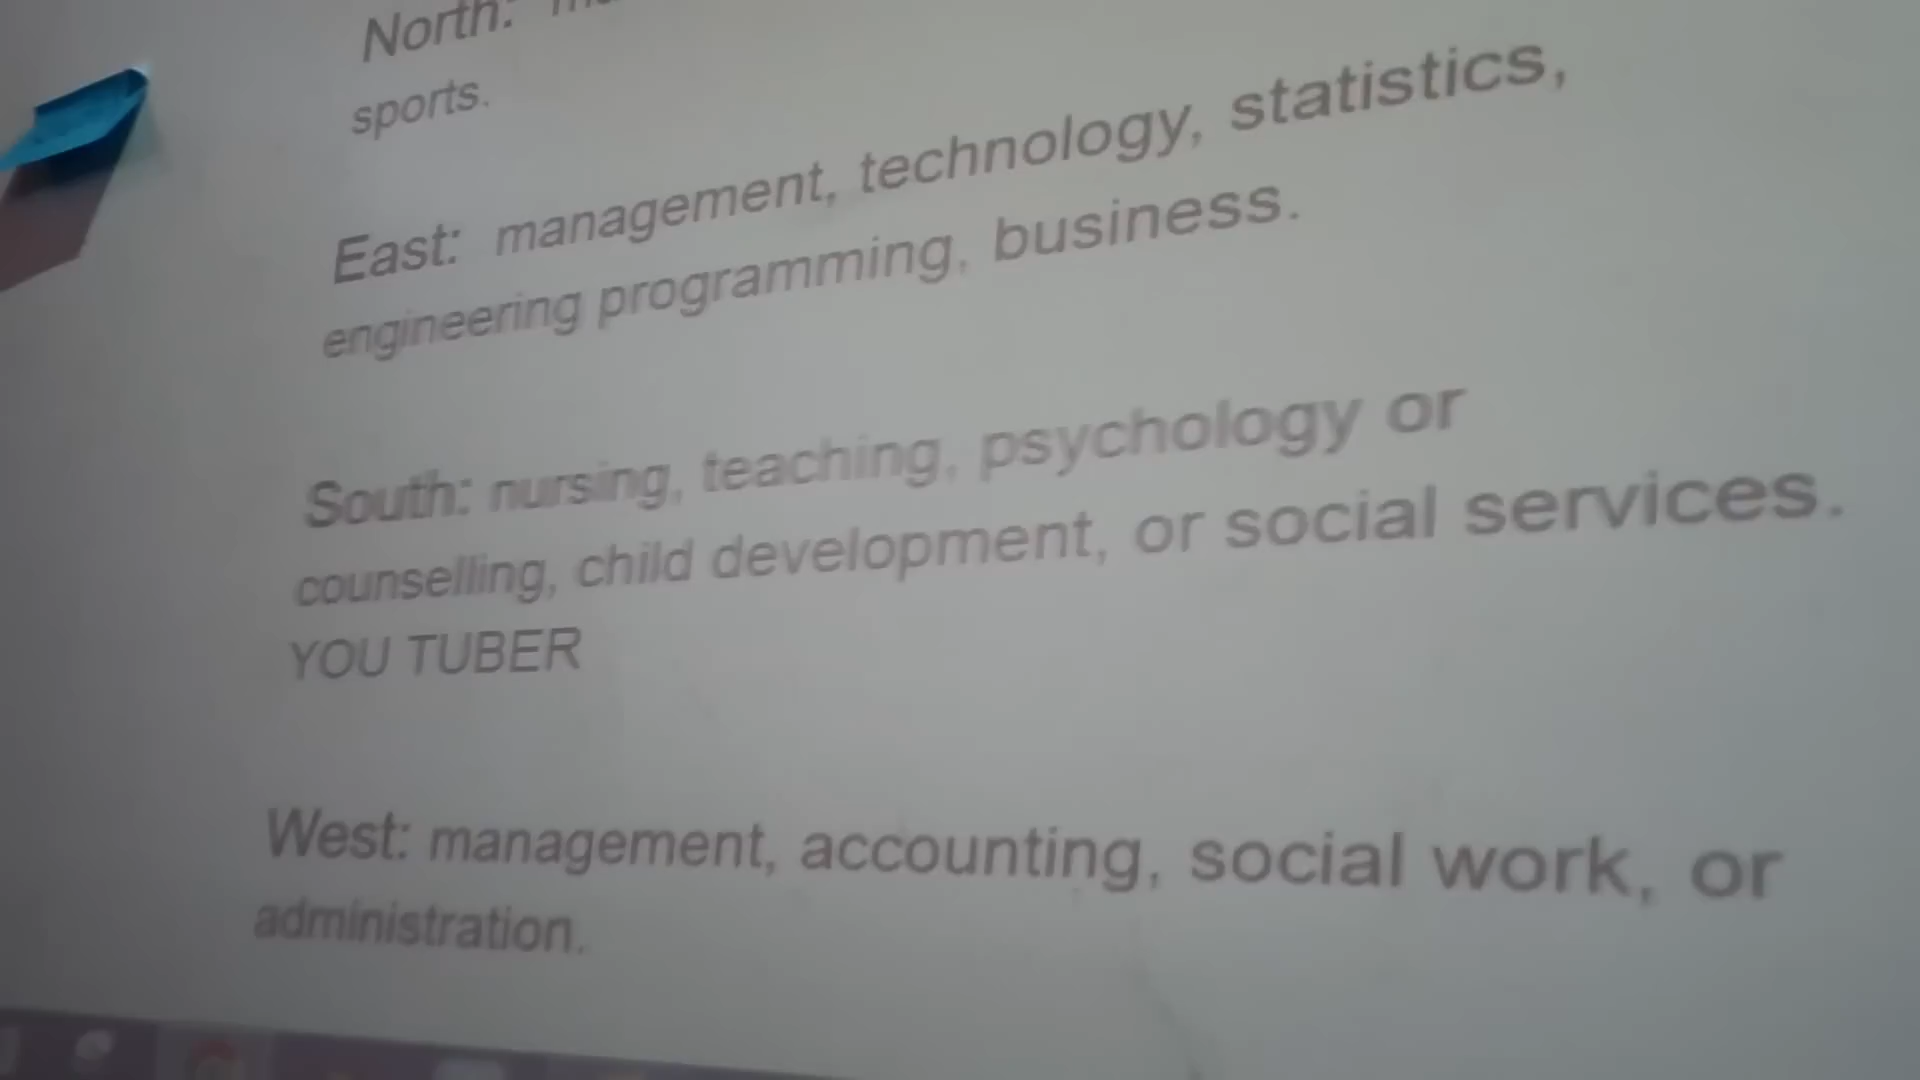 North:
sports.
East: management, technology, statistics,
engineering programming, business.
South: nursing, teaching, psychology or
counselling, child development, or social services.
YOU TUBER
West: management, accounting, social work, or
administration.